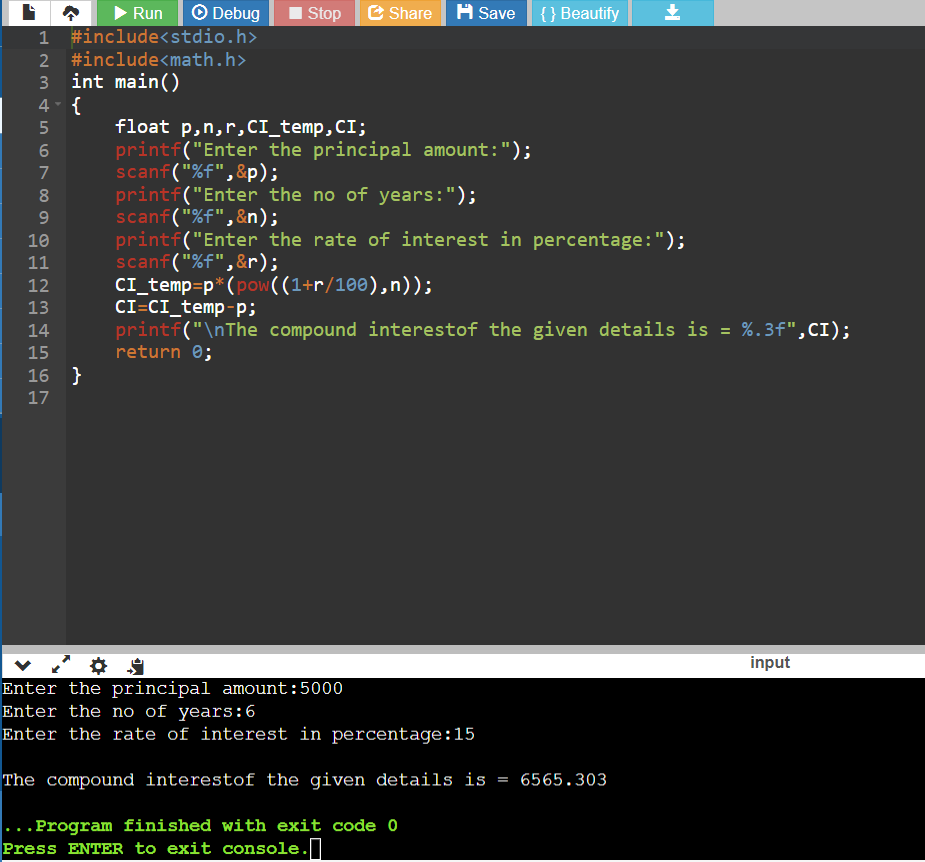 Run Debug Stop Share Save { } Beautify
1 #include<stdio.h>
2 #include<math.h>
3 int main()
4 {
5     float p,n,r,CI_temp,CI;
6     printf("Enter the principal amount:");
7     scanf("%f",&p);
8     printf("Enter the no of years:");
9     scanf("%f",&n);
10     printf("Enter the rate of interest in percentage:");
11     scanf("%f",&r);
12     CI_temp=p*(pow((1+r/100),n));
13     CI=CI_temp-p;
14     printf("\nThe compound interestof the given details is = %.3f",CI);
15     return 0;
16 }
17
input
Enter the principal amount:5000
Enter the no of years:6
Enter the rate of interest in percentage:15
The compound interestof the given details is = 6565.303
...Program finished with exit code 0
Press ENTER to exit console.